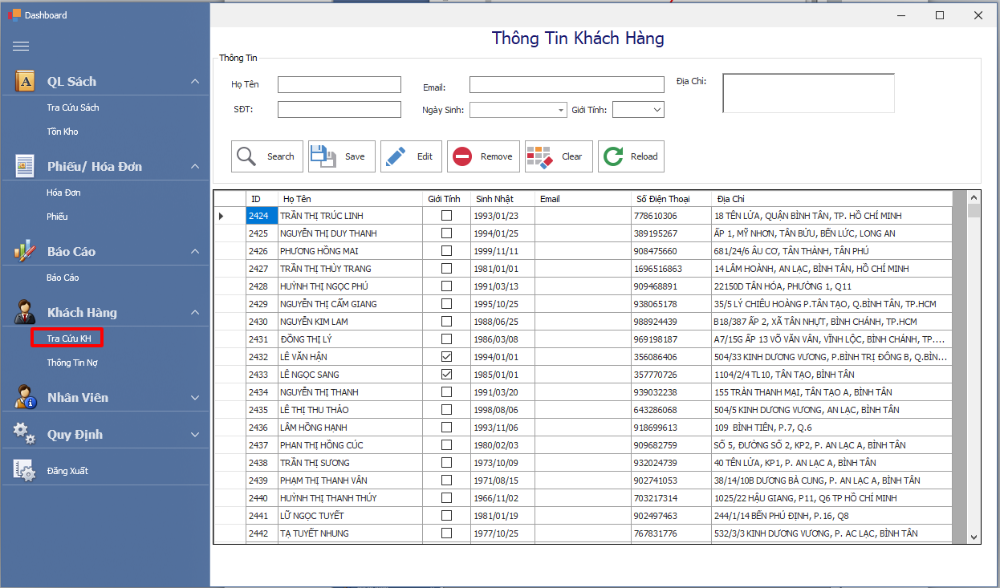 Dashboard
QL Sách
Tra Cứu Sách
Tồn Kho
Phiếu/ Hóa Đơn
Hóa Đơn
Phiếu
Báo Cáo
Báo Cáo
Khách Hàng
Tra Cứu KH
Thông Tin Nợ
Nhân Viên
Quy Định
Đăng Xuất
Thông Tin Khách Hàng
Thông Tin
Họ Tên
Email:
Địa Chỉ:
SĐT:
Ngày Sinh:
Giới Tính:
Search
Save
Edit
Remove
Clear
Reload
ID Họ Tên Giới Tính Sinh Nhật Email Số Điện Thoại Địa Chỉ
2424 TRẦN THỊ TRÚC LINH 1993/01/23 778610306 18 TÊN LỬA, QUẬN BÌNH TÂN, TP. HỒ CHÍ MINH
2425 NGUYỄN THỊ DUY THANH 1994/01/25 389195267 ẤP 1, MỸ NHƠN, TÂN BỬU, BẾN LỨC, LONG AN
2426 PHƯƠNG HỒNG MAI 1999/11/11 908475660 681/24/6 ÂU CƠ, TÂN THÀNH, TÂN PHÚ
2427 TRẦN THỊ THÙY TRANG 1981/01/01 1696516863 14 LÂM HOÀNH, AN LẠC, BÌNH TÂN, HỒ CHÍ MINH
2428 HUỲNH THỊ NGỌC PHÚ 1991/03/13 909468891 22150D TÂN HÓA, PHƯỜNG 1, Q11
2429 NGUYỄN THỊ CẨM GIANG 1995/10/25 938065178 35/5 LÝ CHIÊU HOÀNG P.TÂN TẠO, Q.BÌNH TÂN, TP.HCM
2430 NGUYỄN KIM LAM 1988/06/25 988924439 B18/387 ẤP 2, XÃ TÂN NHỰT, BÌNH CHÁNH, TP.HCM
2431 ĐỒNG THỊ LÝ 1986/03/08 969198187 A7/15G ẤP 13 VÕ VĂN VÂN, VĨNH LỘC, BÌNH CHÁNH, TP....
2432 LÊ VĂN HẬN 1994/01/01 356086406 504/33 KINH DƯƠNG VƯƠNG, P.BÌNH TRỊ ĐÔNG B, Q.BÌN...
2433 LÊ NGỌC SANG 1985/01/01 357770726 1104/2/4 TL10, TÂN TẠO, BÌNH TÂN
2434 NGUYỄN THỊ THANH 1991/03/20 939032238 155 TRẦN THANH MẠI, TÂN TẠO A, BÌNH TÂN
2435 LÊ THỊ THU THẢO 1998/08/06 643286068 504/5 KINH DƯƠNG VƯƠNG, AN LẠC, BÌNH TÂN
2436 LÂM HỒNG HẠNH 1993/11/06 918699613 109  BÌNH TIÊN, P.7, Q.6
2437 PHAN THỊ HỒNG CÚC 1980/02/03 909682759 SỐ 5, ĐƯỜNG SỐ 2, KP2, P. AN LẠC A, BÌNH TÂN
2438 TRẦN THỊ SƯƠNG 1973/10/09 932024739 40 TÊN LỬA, KP1, P. AN LẠC A, BÌNH TÂN
2439 PHẠM THỊ THANH VÂN 1971/08/15 902741053 38/14/10B DƯƠNG BÁ CUNG, P. AN LẠC A, BÌNH TÂN
2440 HUỲNH THỊ THANH THÚY 1966/11/02 703217314 1025/22 HẬU GIANG, P11, Q6 TP HỒ CHÍ MINH
2441 LỮ NGỌC TUYẾT 1981/01/19 902497463 244/1/14 BẾN PHÚ ĐỊNH, P.16, Q8
2442 TẠ TUYẾT NHUNG 1977/10/25 767831776 532/3/3 KINH DƯƠNG VƯƠNG, P. AC LẠC, BÌNH TÂN